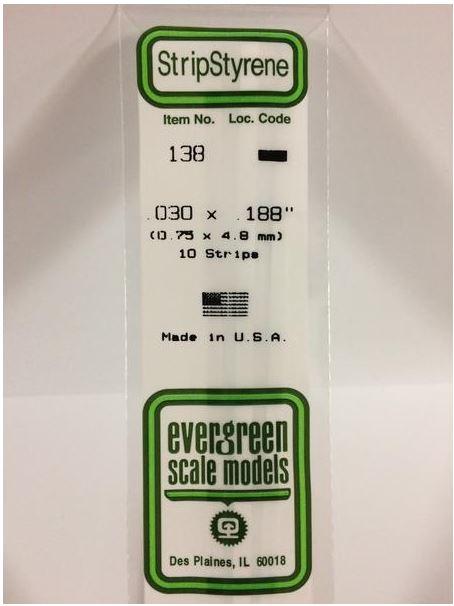 StripStyrene
Item No. Loc. Code
138
.030 x .188"
(0.75 x 4.8 mm)
10 Strips
Made in U.S.A.
evergreen
scale models
Des Plaines, IL 60018